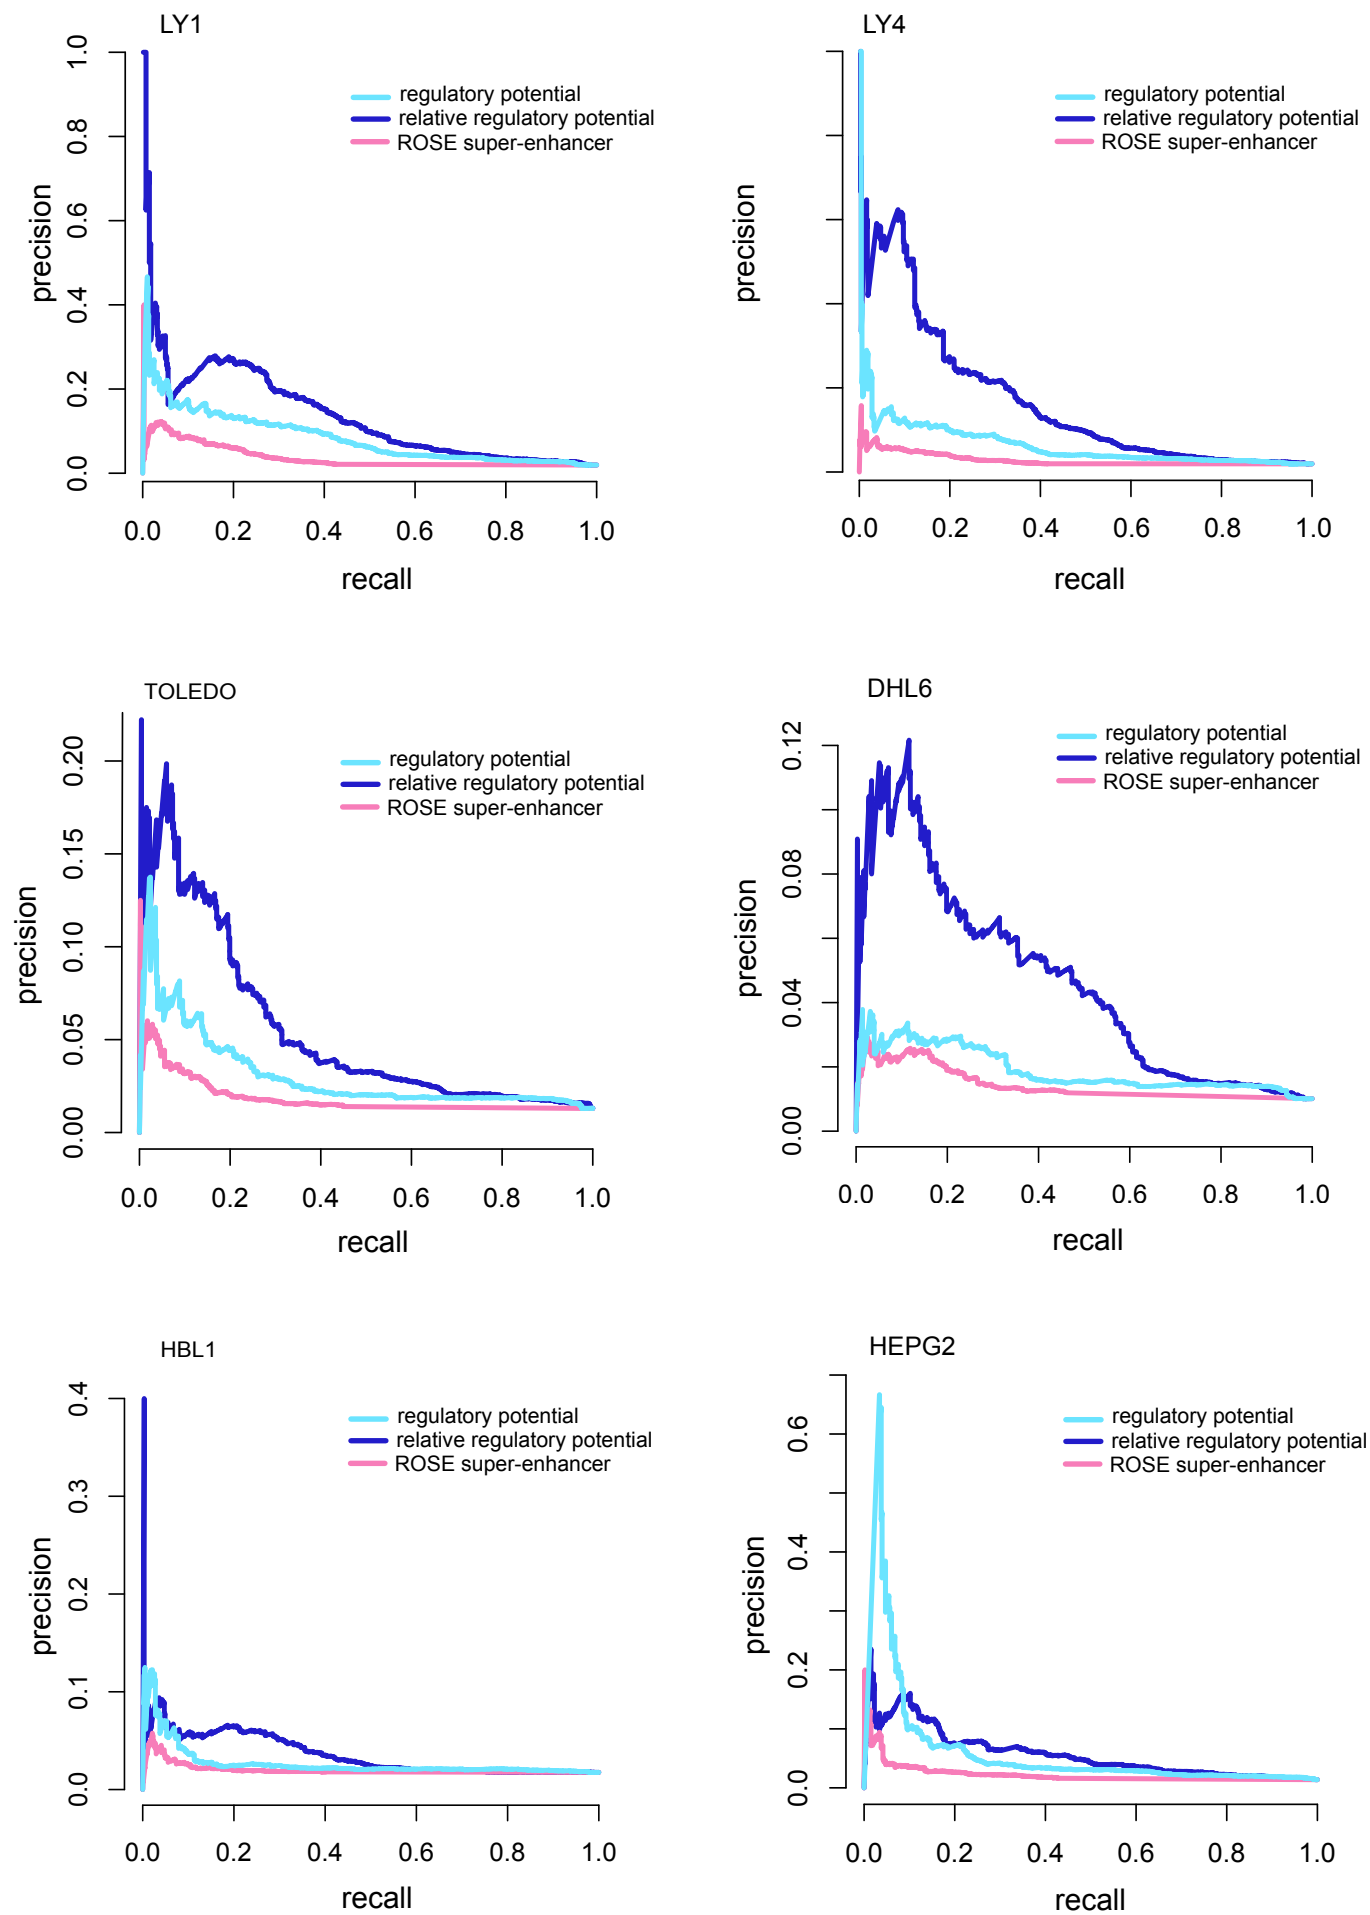 LY1
1.0
0.8
0.6
0.4
0.2
0.0
precision
regulatory potential
relative regulatory potential
ROSE super-enhancer
0.0 0.2 0.4 0.6 0.8 1.0
recall
LY4
precision
regulatory potential
relative regulatory potential
ROSE super-enhancer
0.0 0.2 0.4 0.6 0.8 1.0
recall
TOLEDO
0.20
0.15
0.10
0.05
0.00
precision
regulatory potential
relative regulatory potential
ROSE super-enhancer
0.0 0.2 0.4 0.6 0.8 1.0
recall
DHL6
0.12
0.08
0.04
0.00
precision
regulatory potential
relative regulatory potential
ROSE super-enhancer
0.0 0.2 0.4 0.6 0.8 1.0
recall
HBL1
0.4
0.3
0.2
0.1
0.0
precision
regulatory potential
relative regulatory potential
ROSE super-enhancer
0.0 0.2 0.4 0.6 0.8 1.0
recall
HEPG2
0.6
0.4
0.2
0.0
precision
regulatory potential
relative regulatory potential
ROSE super-enhancer
0.0 0.2 0.4 0.6 0.8 1.0
recall